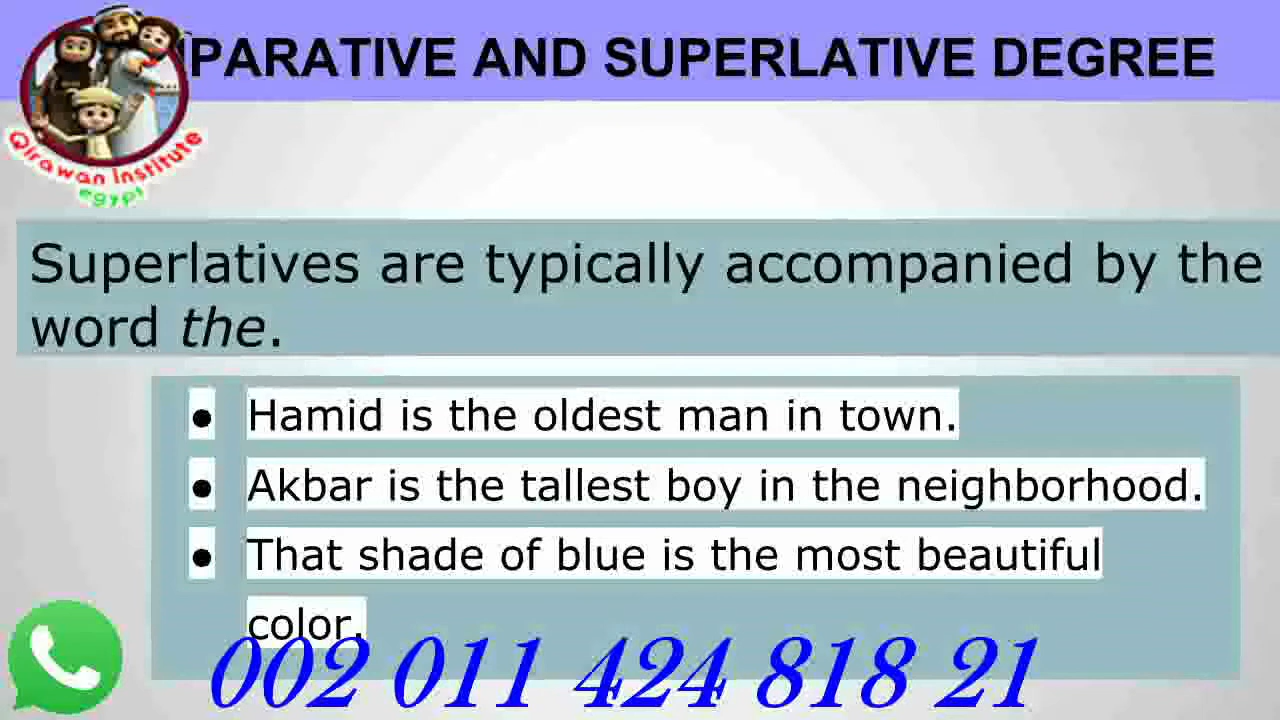 PARATIVE AND SUPERLATIVE DEGREE
Qirawan institute
egypt
Superlatives are typically accompanied by the
word the.
● Hamid is the oldest man in town.
● Akbar is the tallest boy in the neighborhood.
● That shade of blue is the most beautiful
color.
002 011 424 818 21